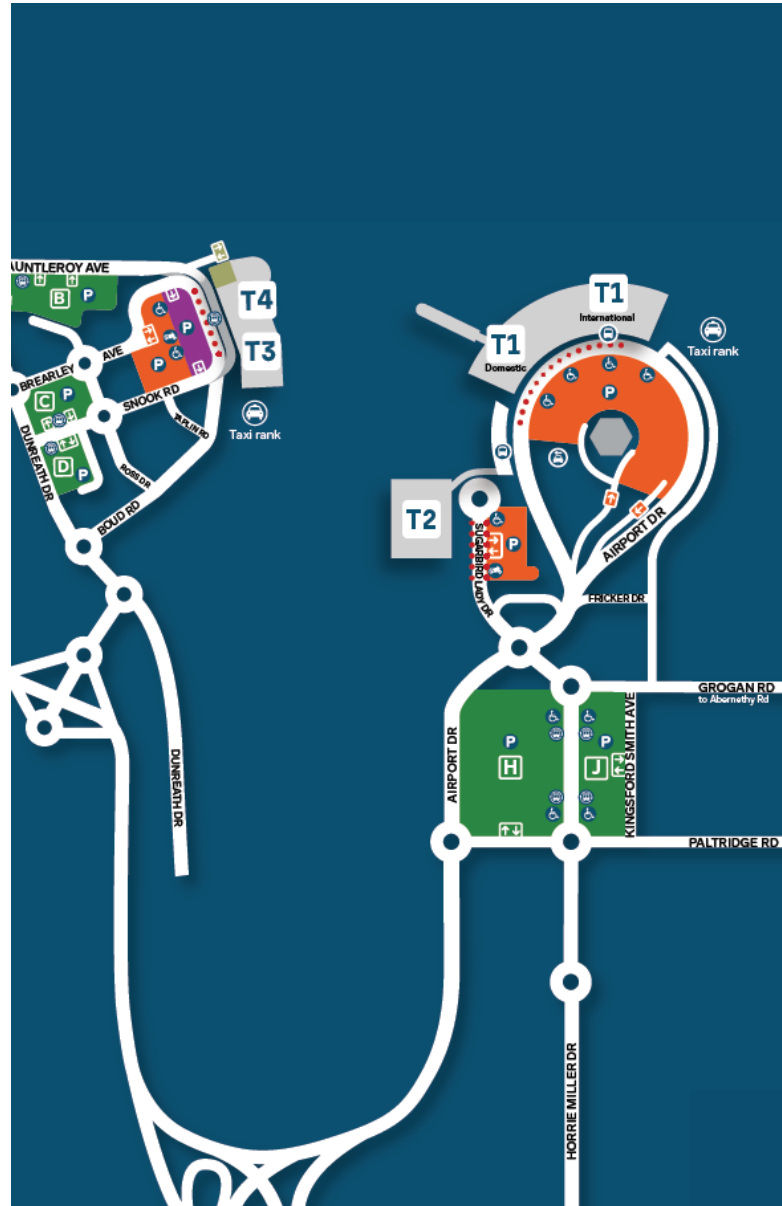 AUNTLEROY AVE
B
P
T4
T3
P
P
BREARLEY AVE
SNOOK RD
C
P
D
P
DUNREATH DR
TAPLIN RD
ROSS DR
BOUD RD
Taxi rank
T1
International
T1
Domestic
Taxi rank
P
T2
P
SUGARBIRD LADY DR
AIRPORT DR
FRICKER DR
GROGAN RD
to Abernethy Rd
AIRPORT DR
P
H
P
J
KINGSFORD SMITH AVE
PALTRIDGE RD
DUNREATH DR
HORRIE MILLER DR